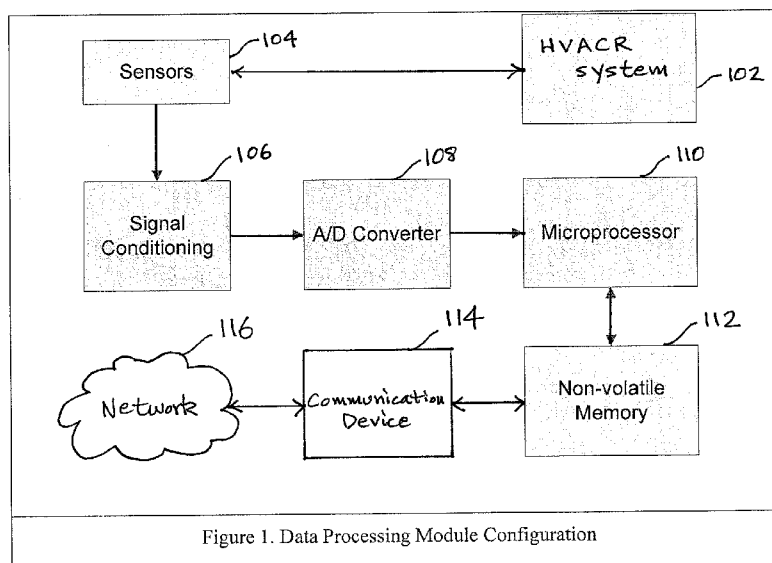 104
Sensors
HVACR
system
102
106
108
110
Signal
Conditioning
A/D Converter
Microprocessor
116
114
112
Network
Communication
Device
Non-volatile
Memory
Figure 1. Data Processing Module Configuration